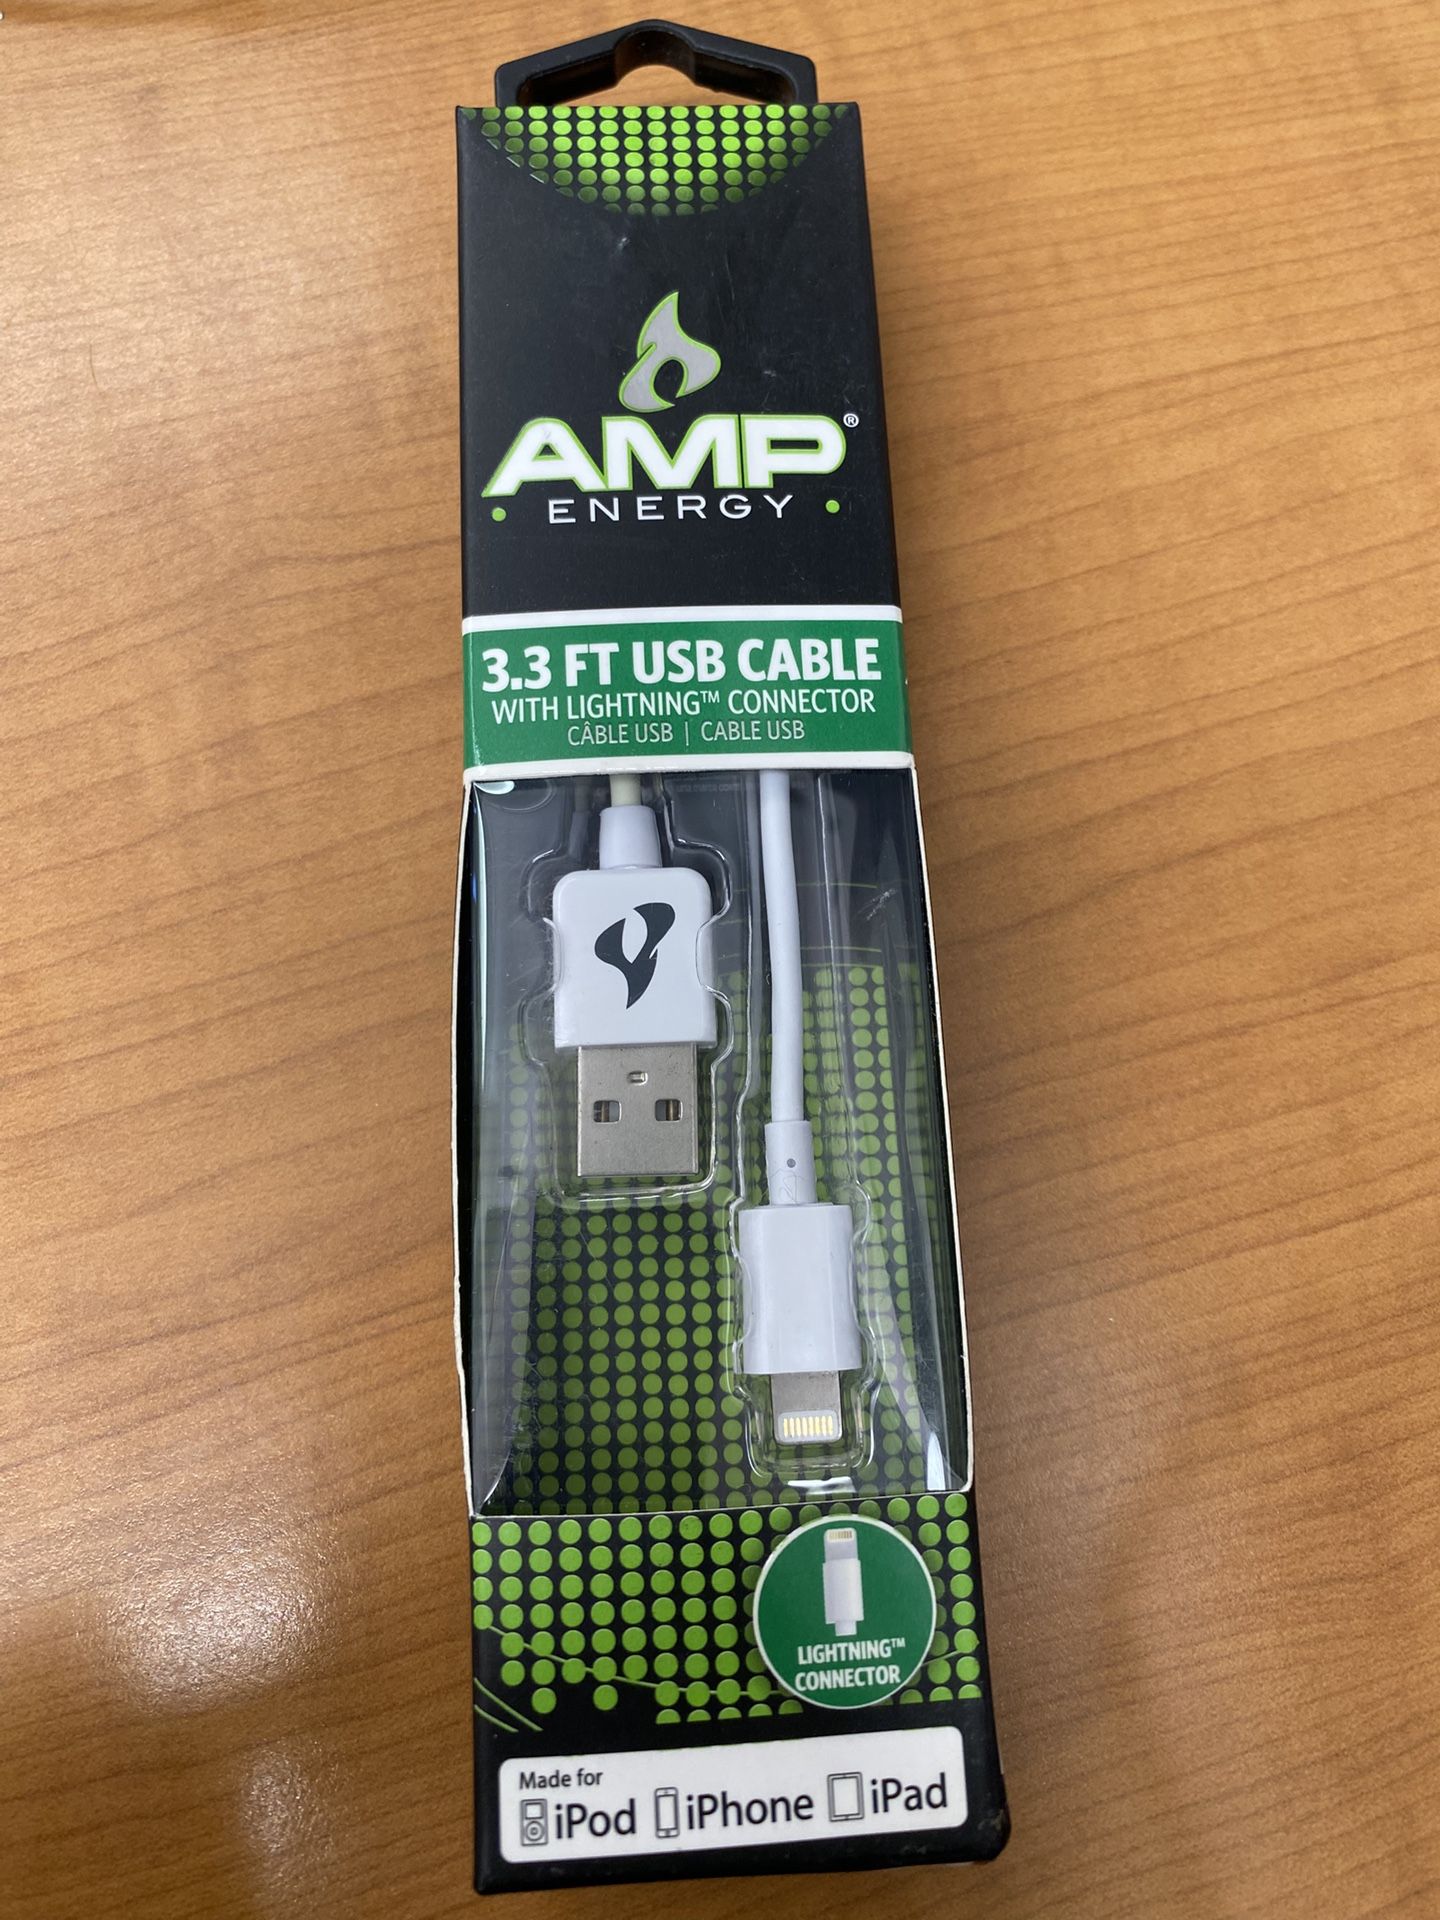 AMP®
ENERGY
3.3 FT USB CABLE
WITH LIGHTNING™ CONNECTOR
CÂBLE USB | CABLE USB
LIGHTNING™
CONNECTOR
Made for
iPod iPhone iPad